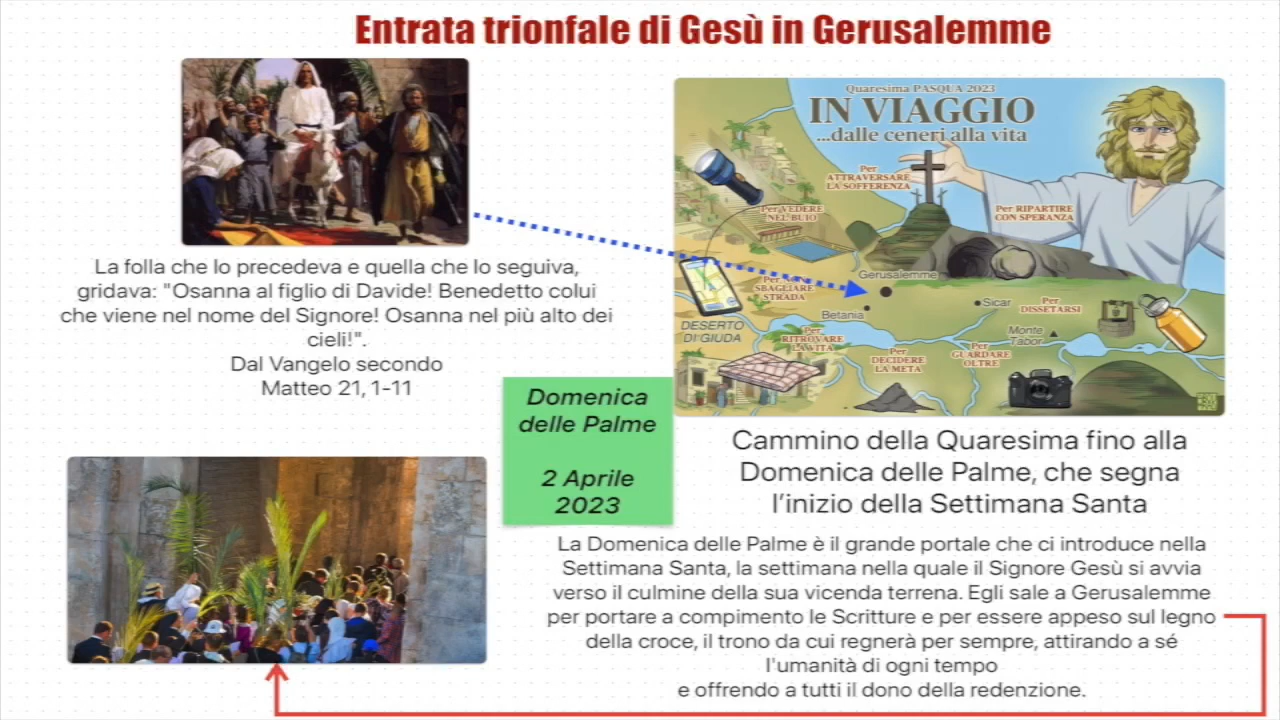 Entrata trionfale di Gesù in Gerusalemme
La folla che lo precedeva e quella che lo seguiva,
gridava: "Osanna al figlio di Davide! Benedetto colui
che viene nel nome del Signore! Osanna nel più alto dei
cieli!".
Dal Vangelo secondo
Matteo 21, 1-11
Quaresima PASQUA 2023
IN VIAGGIO
...dalle ceneri alla vita
Per
ATTRAVERSARE
LA SOFFERENZA
Per VEDERE
NEL BUIO
Per RIPARTIRE
CON SPERANZA
Gerusalemme
SBAGLIARE
STRADA
Betania
Sicar
Per
DISSETARSI
DESERTO
DI GIUDA
Per
RITROVARE
LA VITA
Monte
Tabor
Per
DECIDERE
LA META
Per
GUARDARE
OLTRE
Domenica
delle Palme
2 Aprile
2023
Cammino della Quaresima fino alla
Domenica delle Palme, che segna
l'inizio della Settimana Santa
La Domenica delle Palme è il grande portale che ci introduce nella
Settimana Santa, la settimana nella quale il Signore Gesù si avvia
verso il culmine della sua vicenda terrena. Egli sale a Gerusalemme
per portare a compimento le Scritture e per essere appeso sul legno
della croce, il trono da cui regnerà per sempre, attirando a sé
l'umanità di ogni tempo
e offrendo a tutti il dono della redenzione.